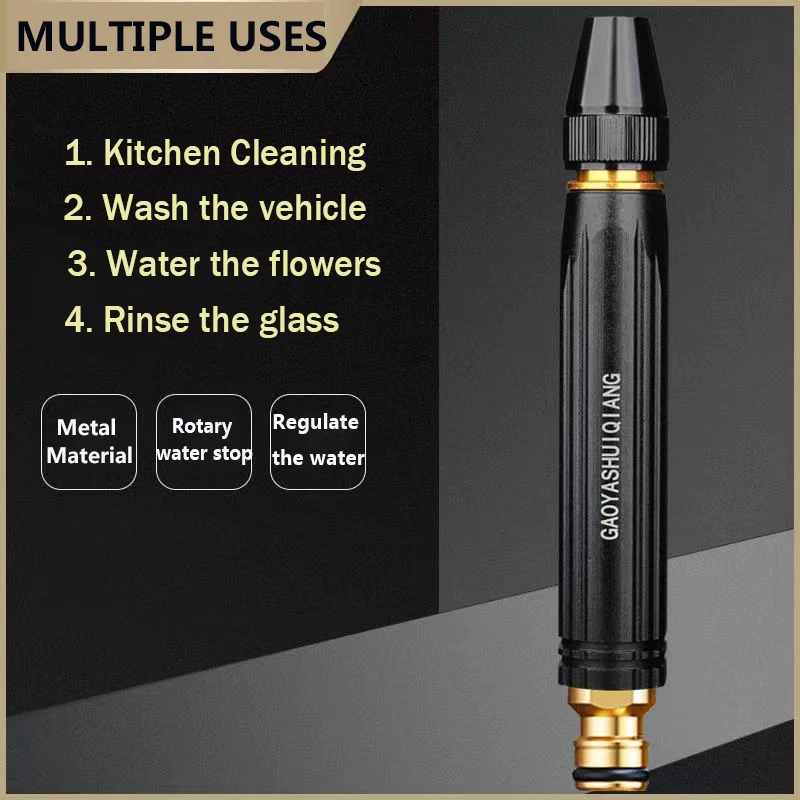 MULTIPLE USES
1. Kitchen Cleaning
2. Wash the vehicle
3. Water the flowers
4. Rinse the glass
Metal
Material
Rotary
water stop
Regulate
the water
GAOYASHUIQIANG